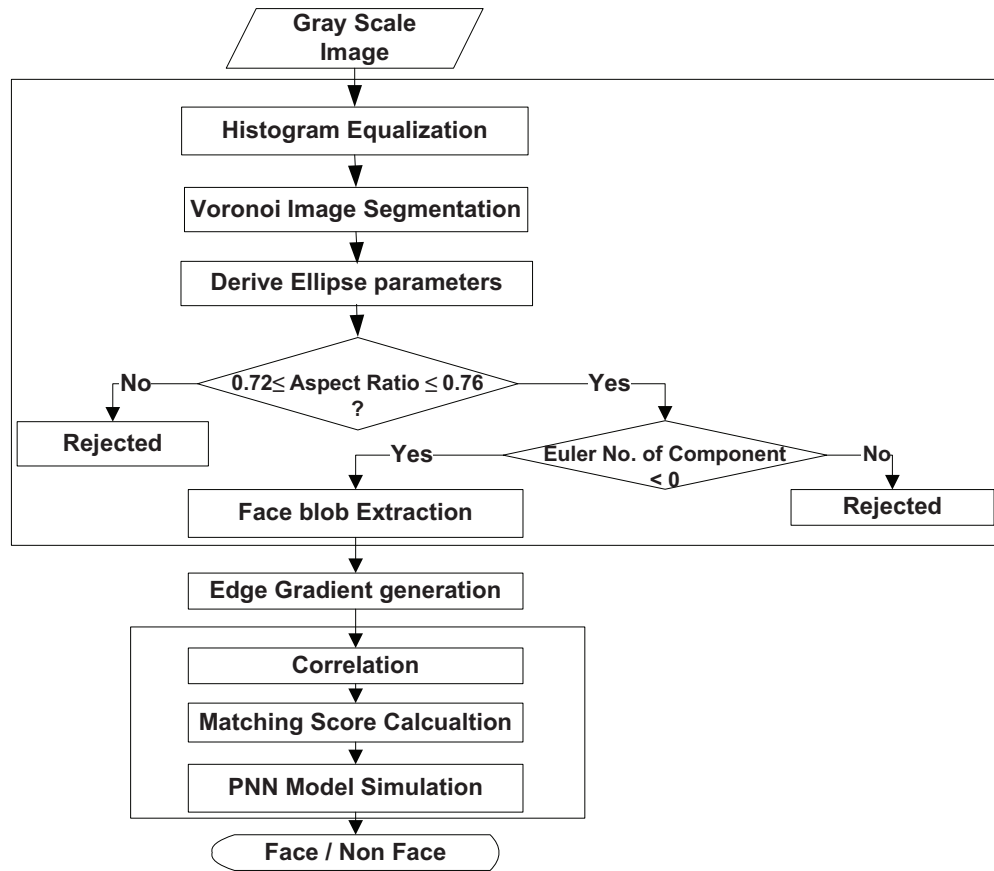 Gray Scale
Image
Histogram Equalization
Voronoi Image Segmentation
Derive Ellipse parameters
0.72≤ Aspect Ratio ≤ 0.76
?
No
Yes
Rejected
Euler No. of Component
< 0
Yes
No
Face blob Extraction
Rejected
Edge Gradient generation
Correlation
Matching Score Calcualtion
PNN Model Simulation
Face / Non Face